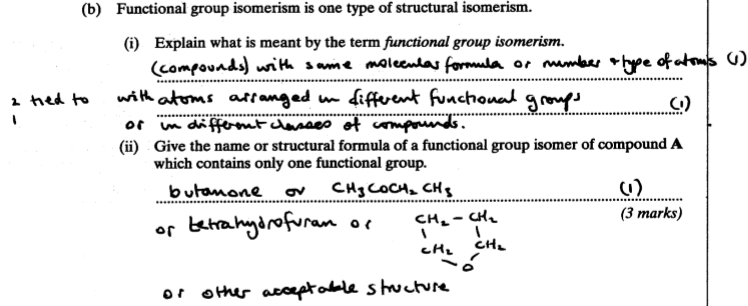 (b) Functional group isomerism is one type of structural isomerism.
(i) Explain what is meant by the term functional group isomerism.
(compounds) with same molecular formula or number + type of atoms (1)
2 tied to 1
with atoms arranged in different functional groups (1)
or in different classes of compounds.
(ii) Give the name or structural formula of a functional group isomer of compound A
which contains only one functional group.
butanone or CH3COCH2CH3 (1)
(3 marks)
or tetrahydrofuran or CH2 - CH2
CH2 CH2
O
or other acceptable structure